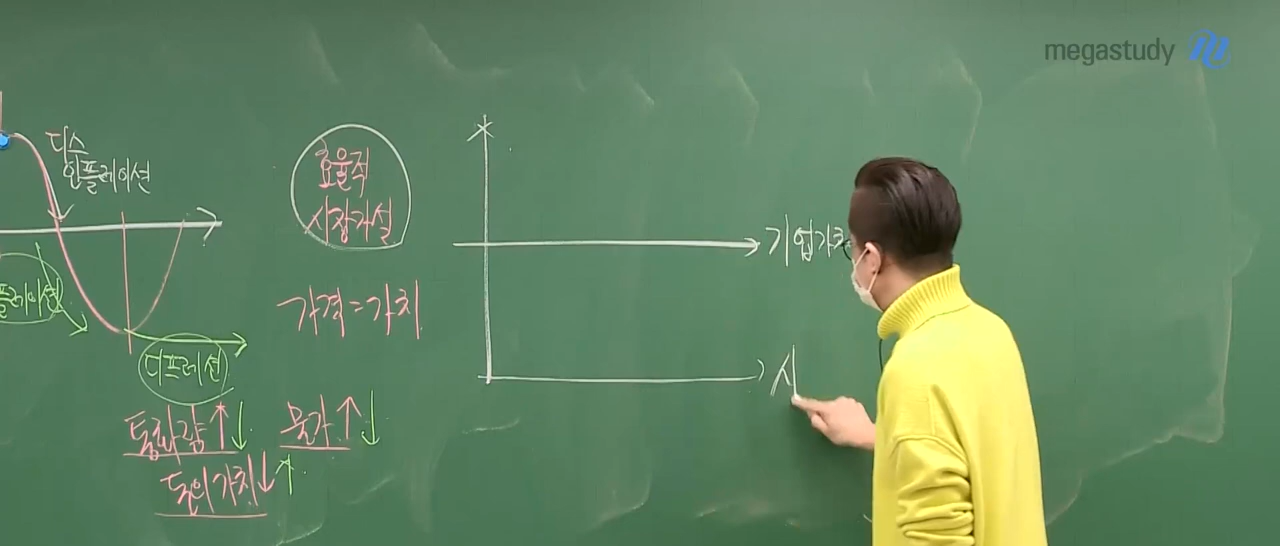 megastudy
디스
인플레이션
플레이션
디플레이션
통화량↑↓ 물가↑↓
돈의 가치↓↑
효율적
시장가설
가격=가치
기업가치
시